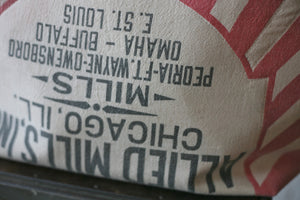 ALLIED MILLS, IN
CHICAGO, ILL.
MILLS
PEORIA-FT.WAYNE-OWENSBORO
OMAHA - BUFFALO
E. ST. LOUIS